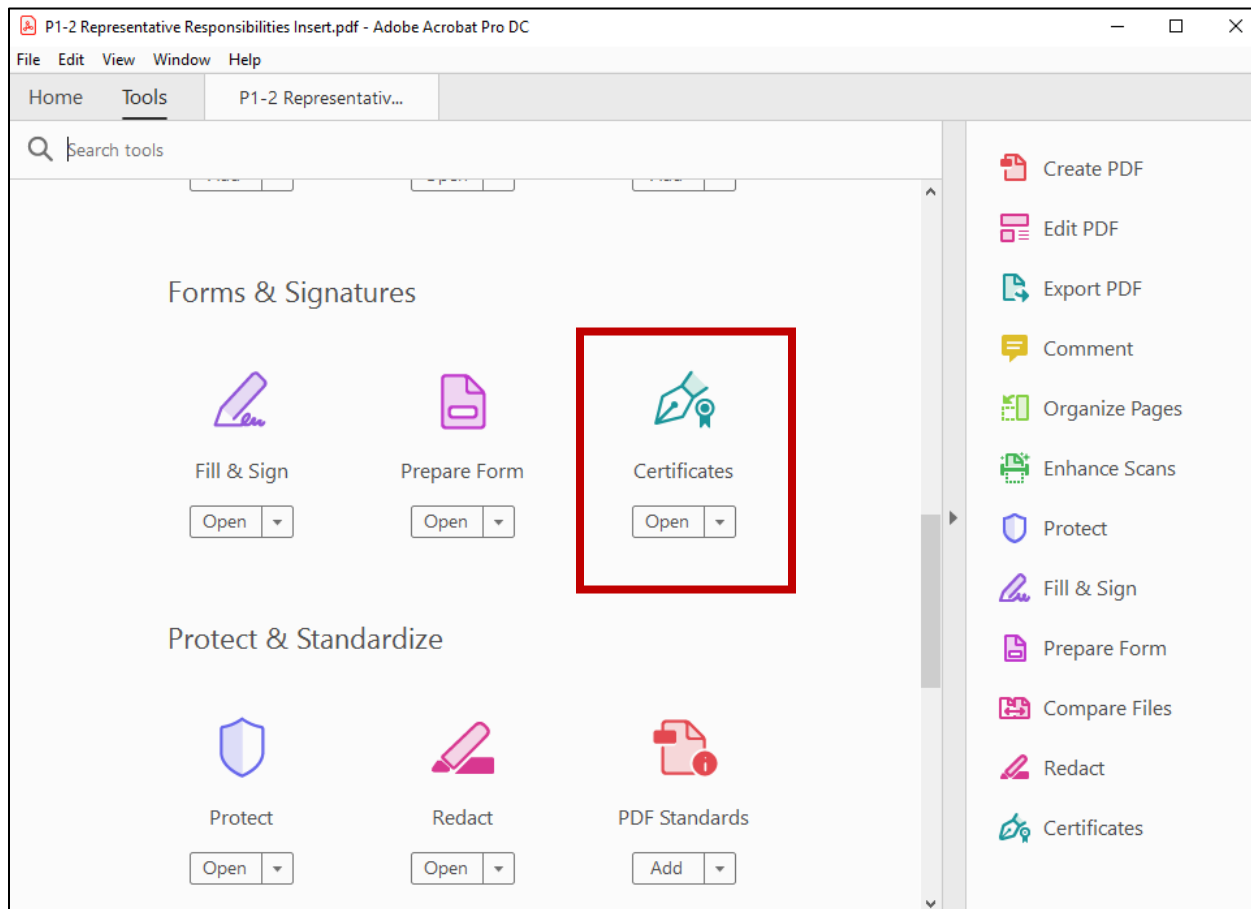 P1-2 Representative Responsibilities Insert.pdf - Adobe Acrobat Pro DC
File Edit View Window Help
Home Tools P1-2 Representativ...
Search tools
Forms & Signatures
Fill & Sign Prepare Form Certificates
Open Open Open
Protect & Standardize
Protect Redact PDF Standards
Open Open Add
Create PDF
Edit PDF
Export PDF
Comment
Organize Pages
Enhance Scans
Protect
Fill & Sign
Prepare Form
Compare Files
Redact
Certificates